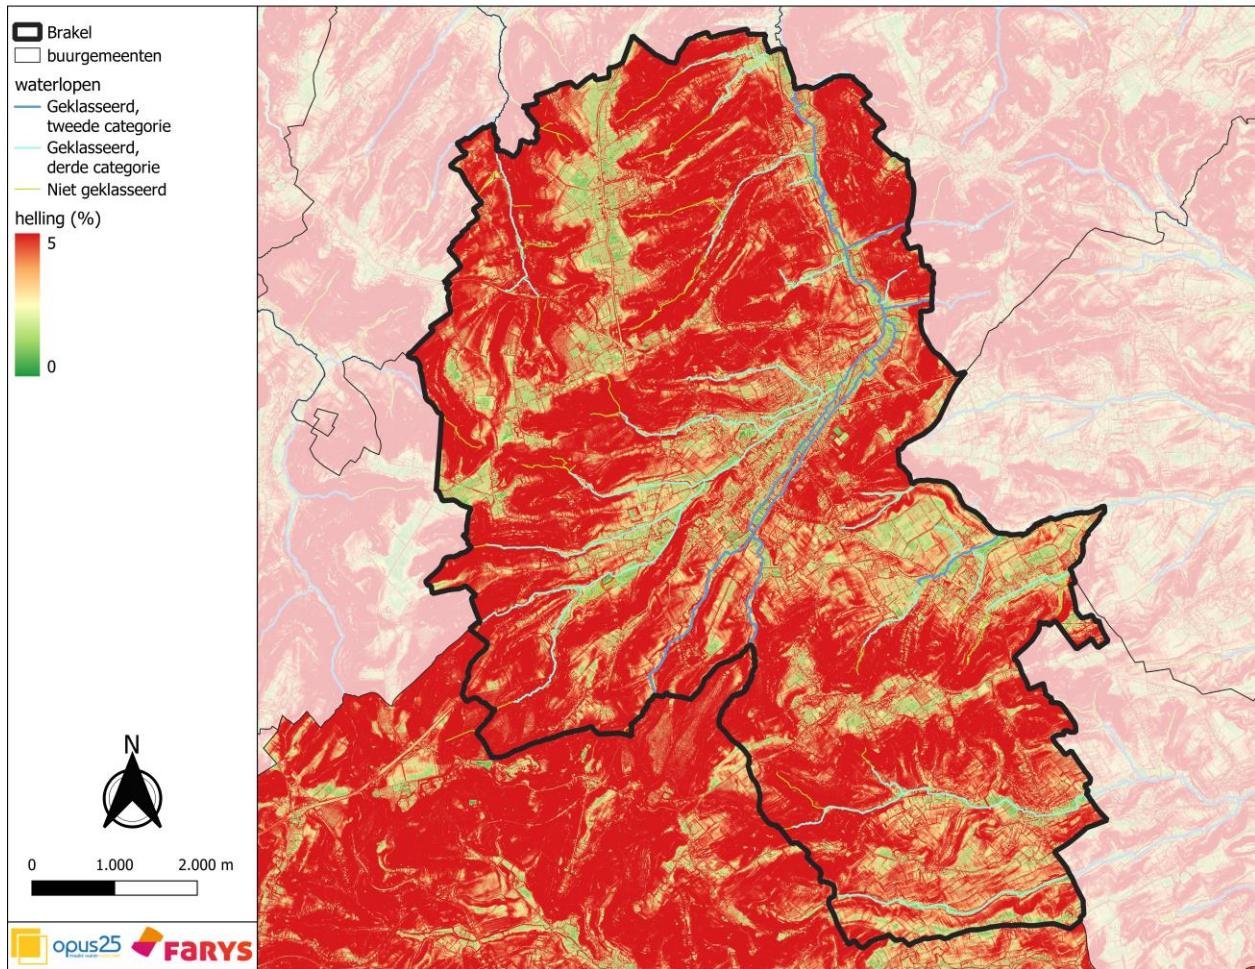 Brakel
buurgemeenten
waterlopen
Geklasseerd,
tweede categorie
Geklasseerd,
derde categorie
Niet geklasseerd
helling (%)
5
0
N
0 1.000 2.000 m
opus25
FARYS